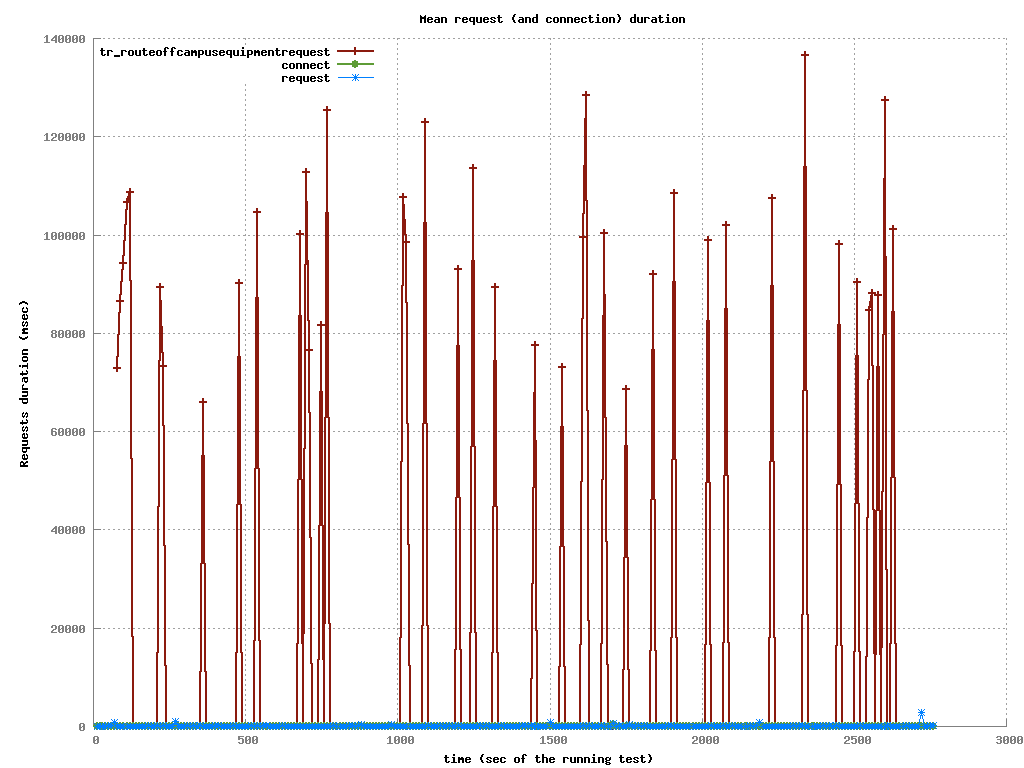 Mean request (and connection) duration
140000
120000
100000
80000
60000
40000
20000
0
Requests duration (msec)
tr_routeoffcampusequipmentrequest
connect
request
0 500 1000 1500 2000 2500 3000
time (sec of the running test)